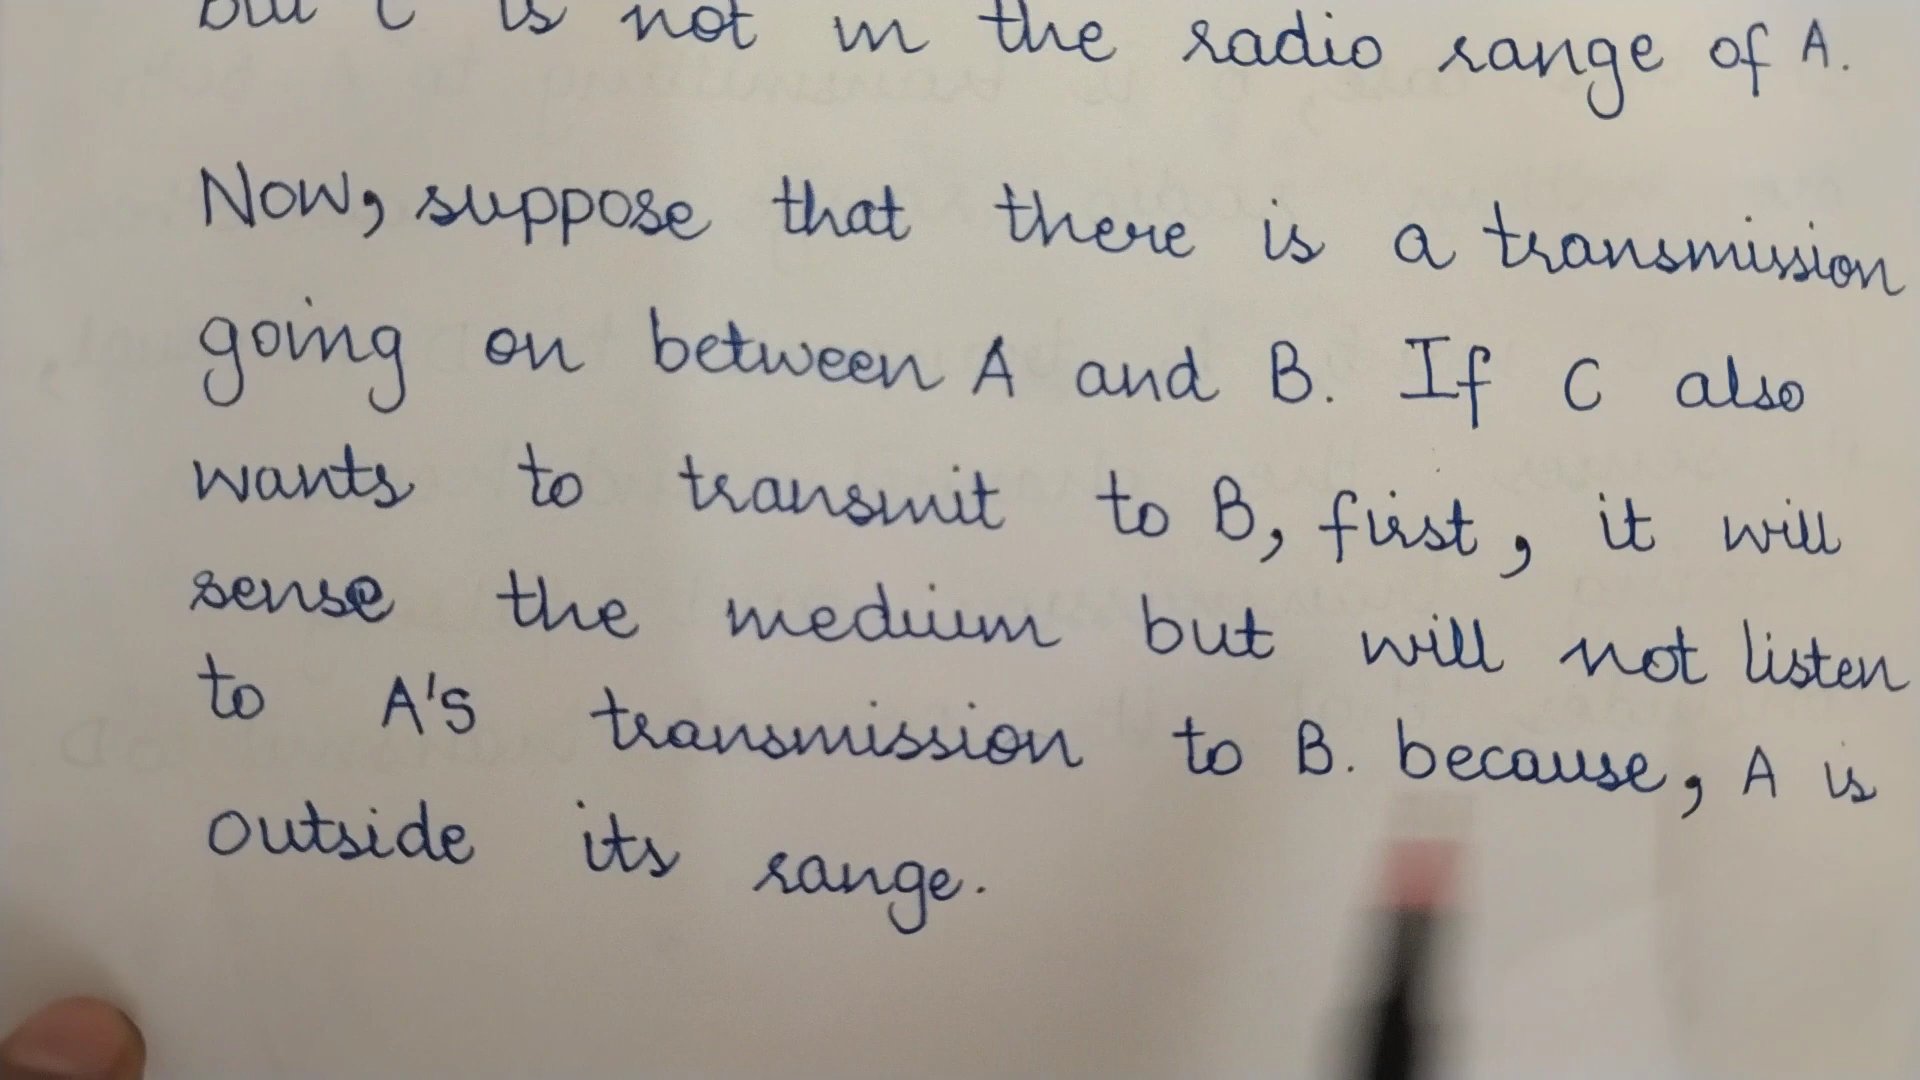 but C is not in the radio range of A.
Now, suppose that there is a transmission
going on between A and B. If C also
wants to transmit to B, first, it will
sense the medium but will not listen
to A's transmission to B. because, A is
outside its range.